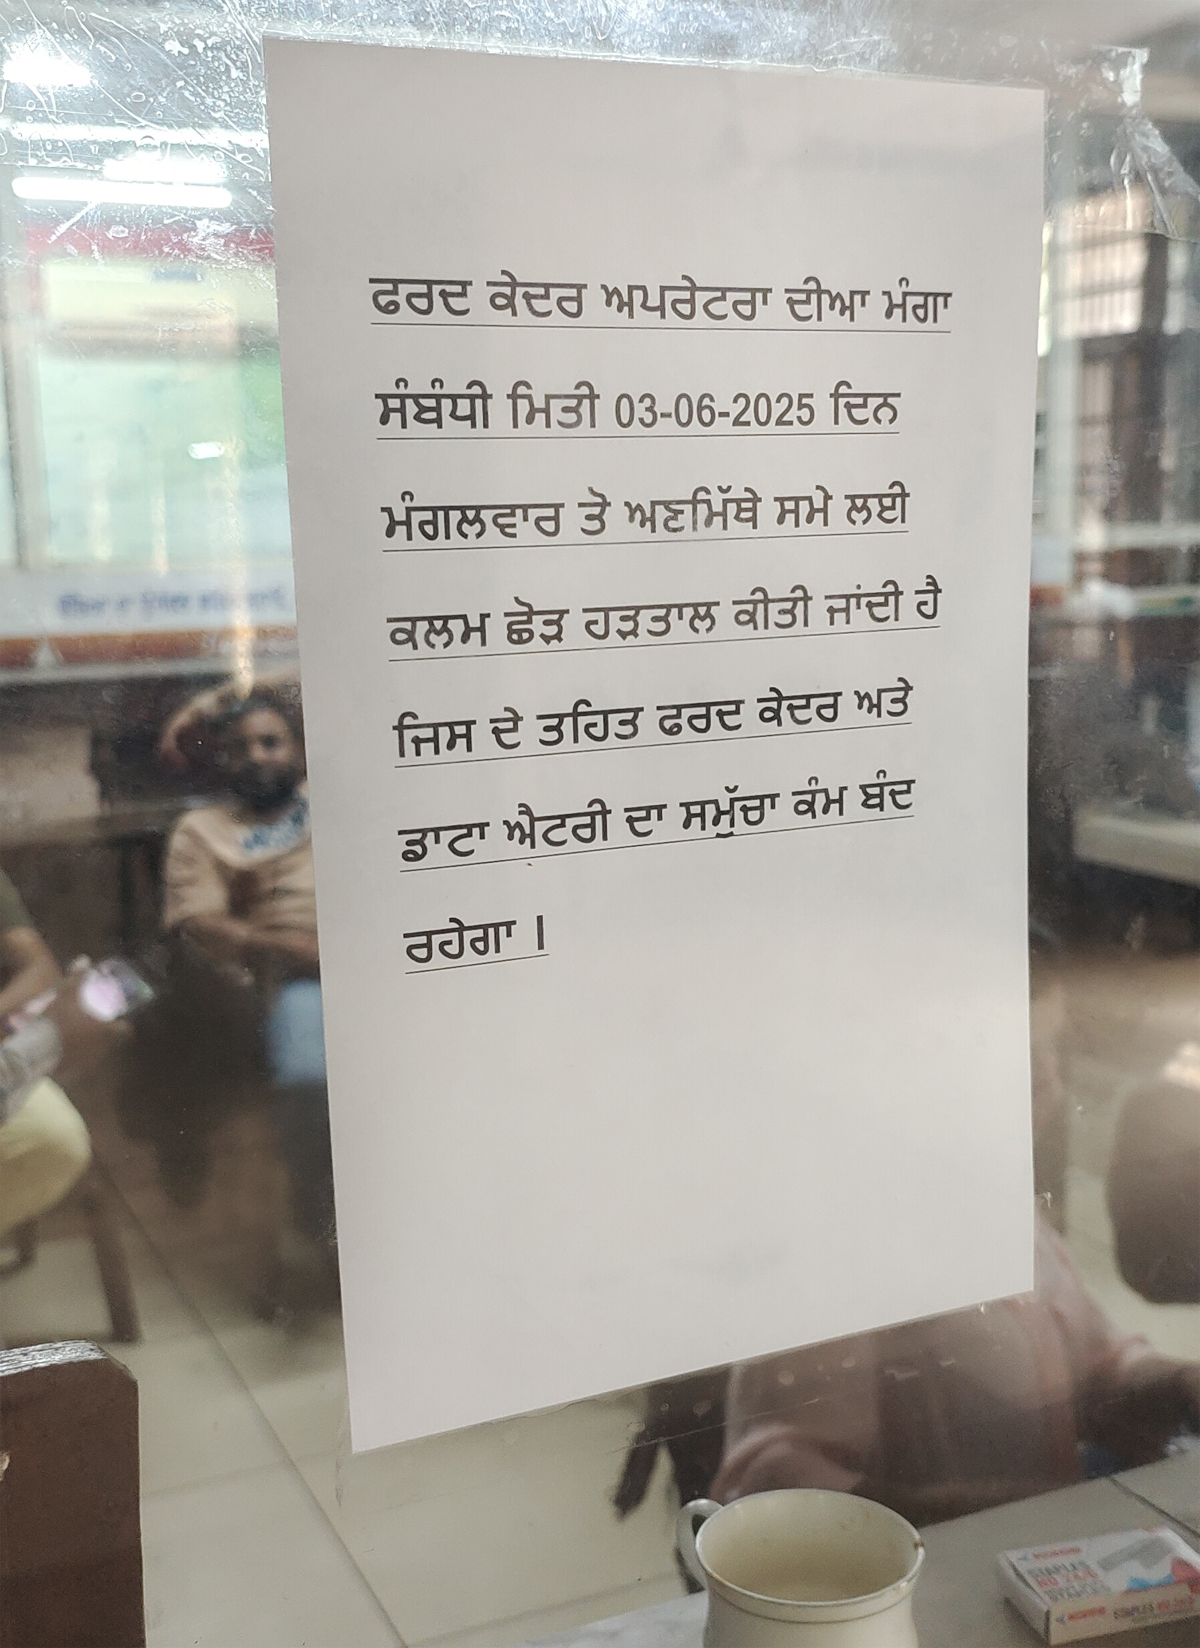 ਫਰਦ ਕੇਦਰ ਅਪਰੇਟਰਾ ਦੀਆ ਮੰਗਾ
ਸੰਬੰਧੀ ਮਿਤੀ 03-06-2025 ਦਿਨ
ਮੰਗਲਵਾਰ ਤੋ ਅਣਮਿੱਥੇ ਸਮੇ ਲਈ
ਕਲਮ ਛੋੜ ਹੜਤਾਲ ਕੀਤੀ ਜਾਂਦੀ ਹੈ
ਜਿਸ ਦੇ ਤਹਿਤ ਫਰਦ ਕੇਦਰ ਅਤੇ
ਡਾਟਾ ਐਟਰੀ ਦਾ ਸਮੁੱਚਾ ਕੰਮ ਬੰਦ
ਰਹੇਗਾ ।
STAPLES